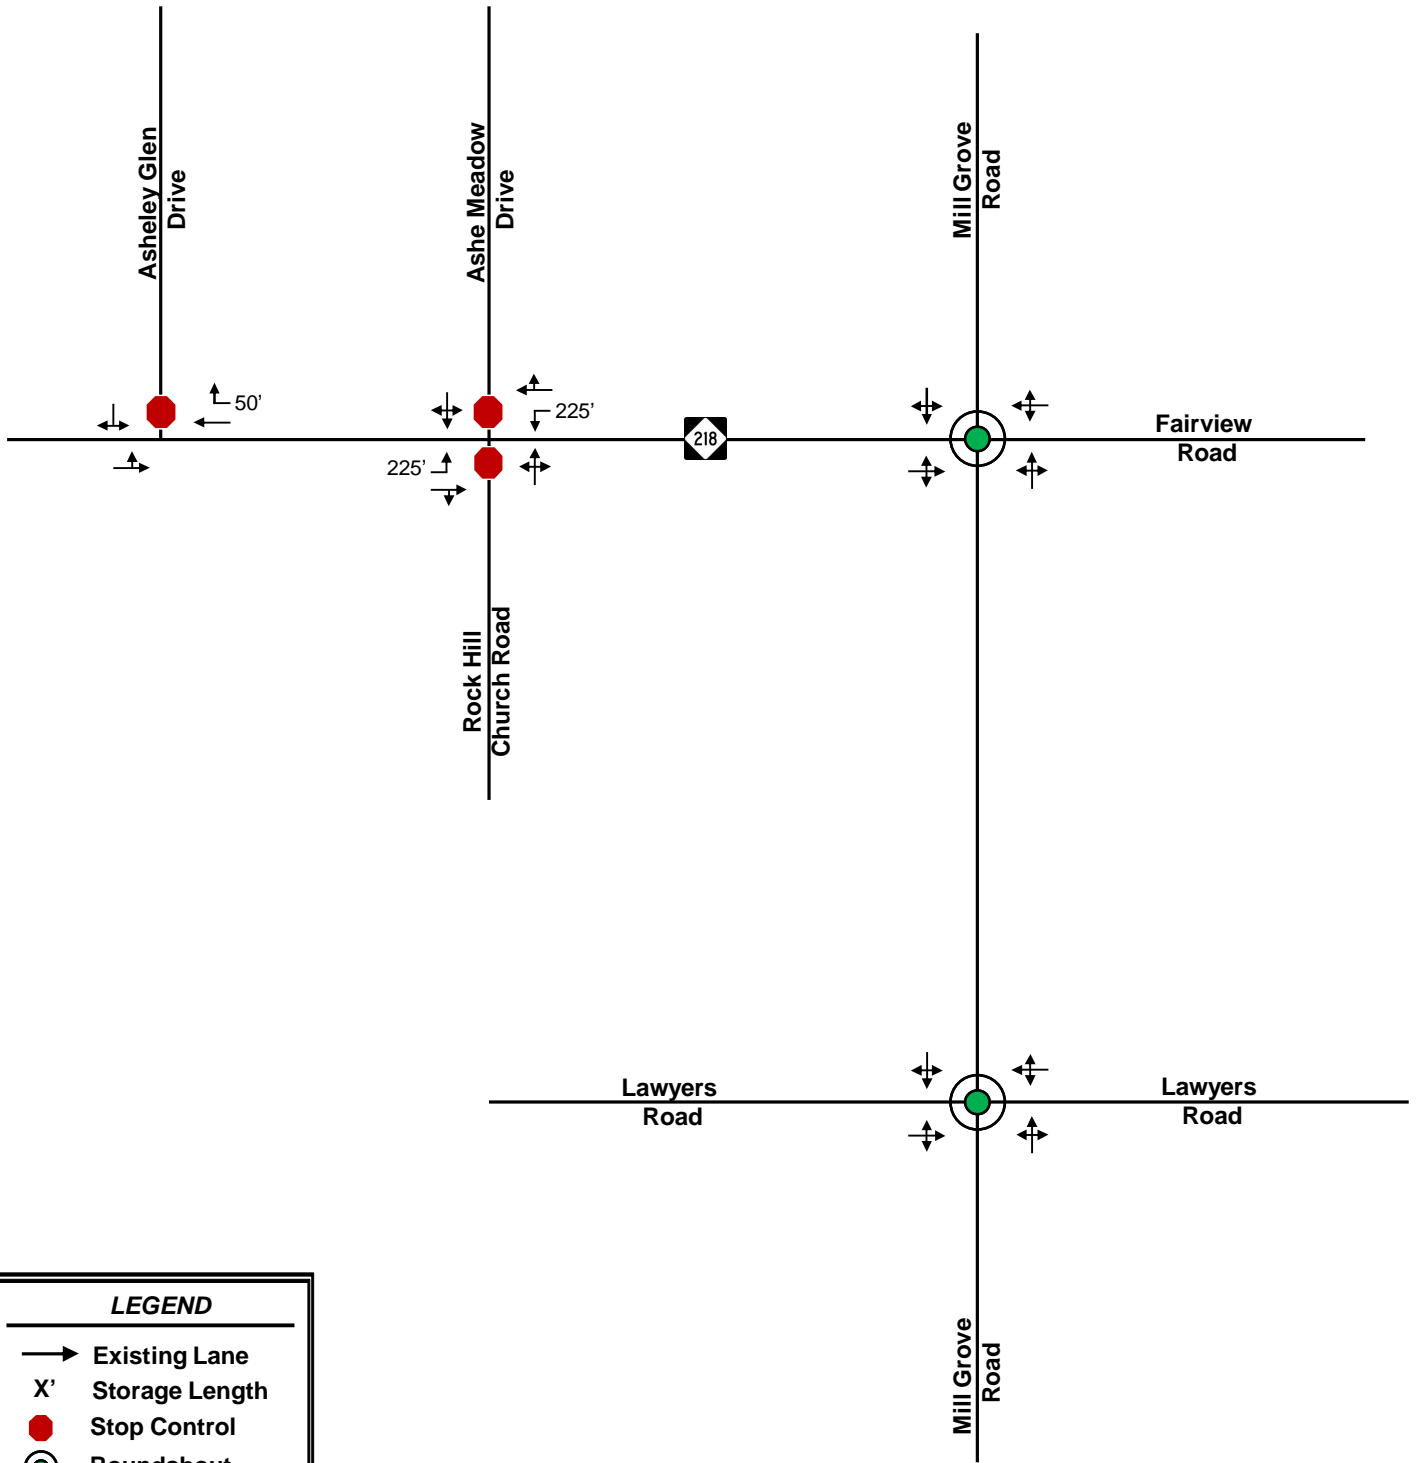 Asheley Glen
Drive
Ashe Meadow
Drive
Mill Grove
Road
50'
225'
218
Fairview
Road
225'
Rock Hill
Church Road
Lawyers
Road
Lawyers
Road
Mill Grove
Road
LEGEND
Existing Lane
X' Storage Length
Stop Control
Roundabout